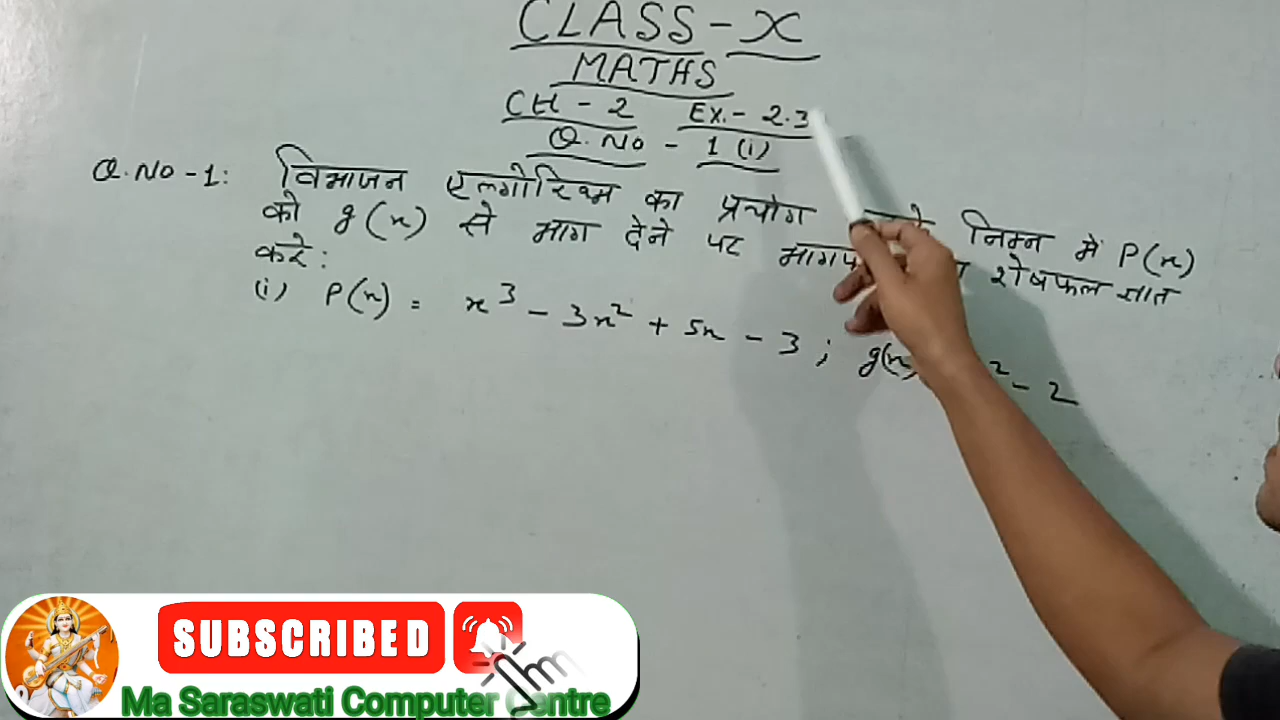 CLASS - X
MATHS
CH - 2 EX.- 2.3
Q. NO - 1 (i)
Q. NO - 1: विभाजन एल्गोरिथ्म का प्रयोग निम्न में P(x)
को g(x) से भाग देने पर शेषफल ज्ञात
करे:
(i) P(x) = x³ - 3x² + 5x - 3 ; g(x) ² - 2
SUBSCRIBED
Ma Saraswati Computer Centre